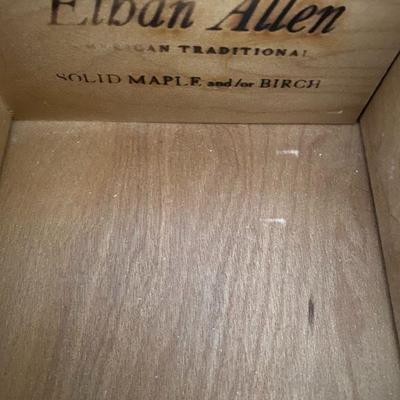 Ethan Allen
AMERICAN TRADITIONAL
SOLID MAPLE and/or BIRCH